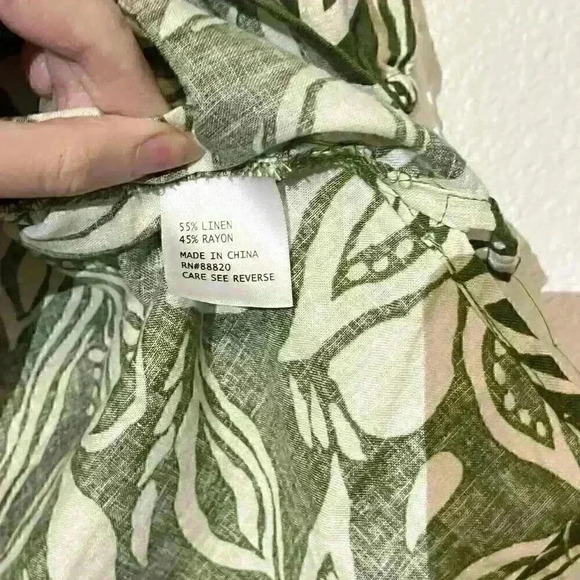 55% LINEN
45% RAYON
MADE IN CHINA
RN#88820
CARE SEE REVERSE